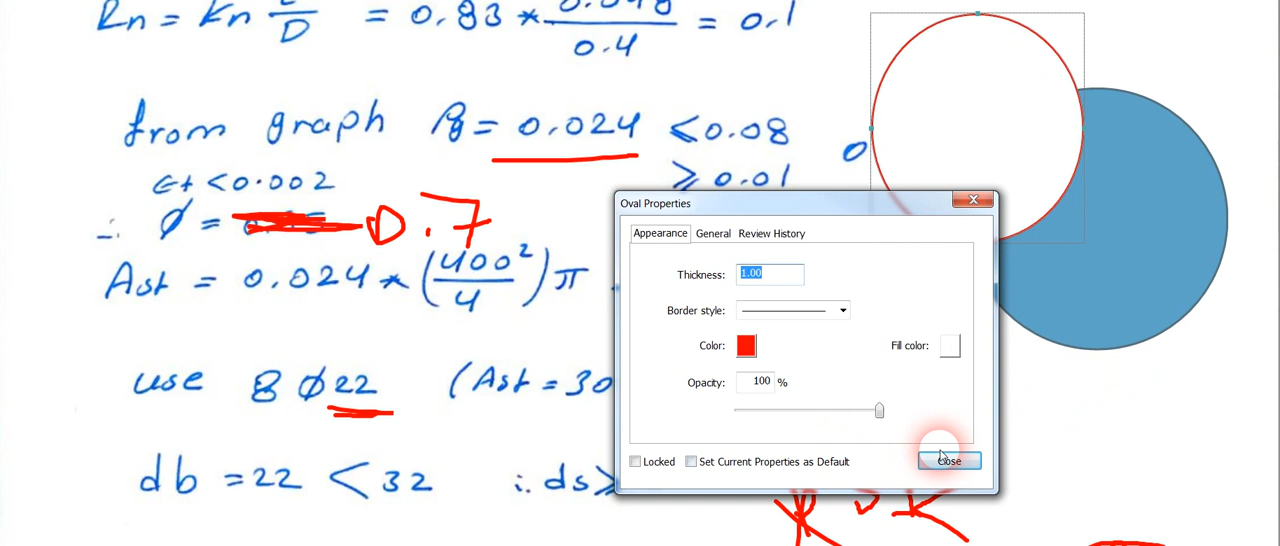 Rn = Kn e/D = 0.83 * 0.048/0.4 = 0.1
from graph ρg = 0.024 ≤ 0.08
≥ 0.01
Et < 0.002
∴ φ = 0.7
Ast = 0.024 * (400²/4) π
use 8 φ 22 (Ast = 30
db = 22 < 32 ∴ ds ≥
Oval Properties
Appearance General Review History
Thickness: 1.00
Border style:
Color: Fill color:
Opacity: 100 %
Locked Set Current Properties as Default Close